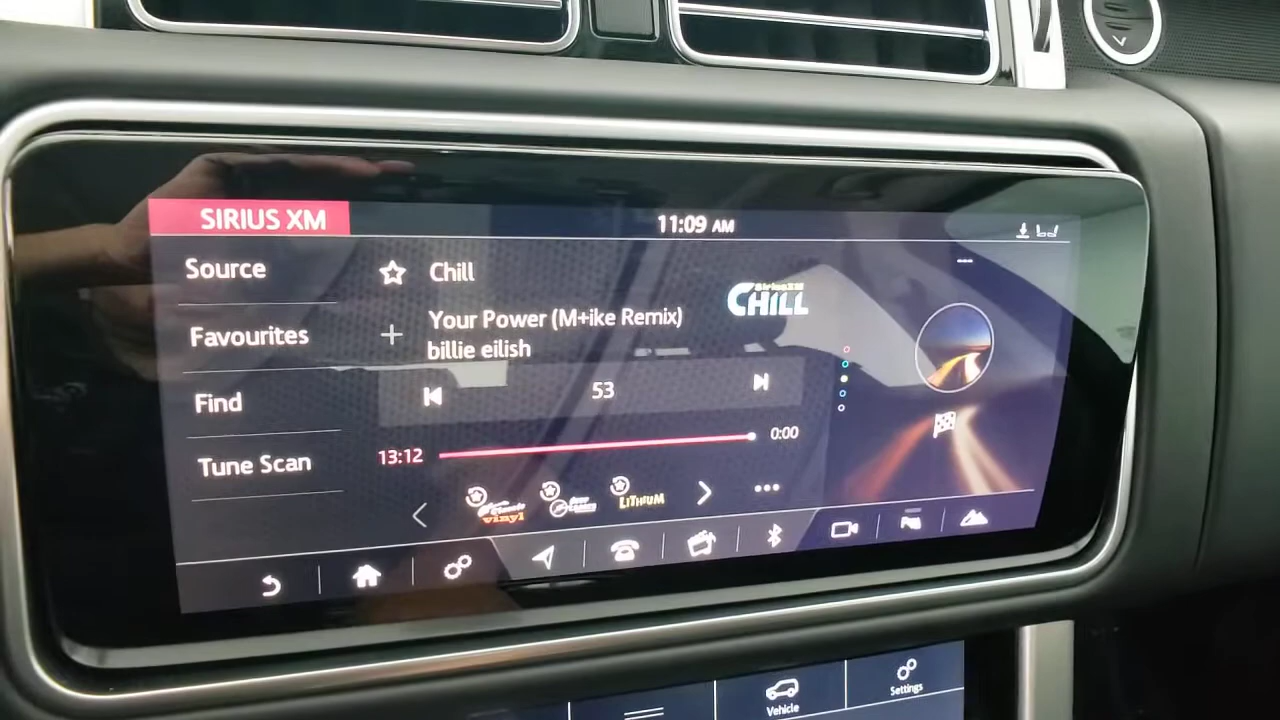 SIRIUS XM
11:09 AM
Source
Chill
SiriusXM
CHILL
Favourites
Your Power (M+ike Remix)
billie eilish
Find
53
Tune Scan
13:12
0:00
vinyl
LITHIUM
Vehicle
Settings